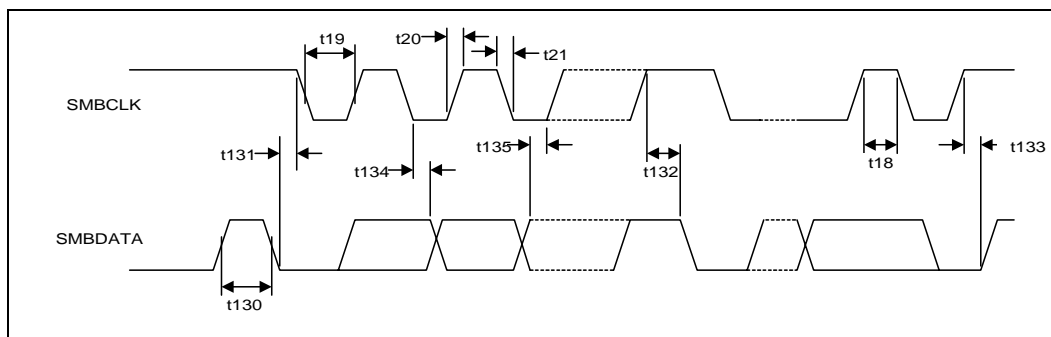 t19
t20
t21
SMBCLK
t131
t134
t135
t132
t18
t133
SMBDATA
t130